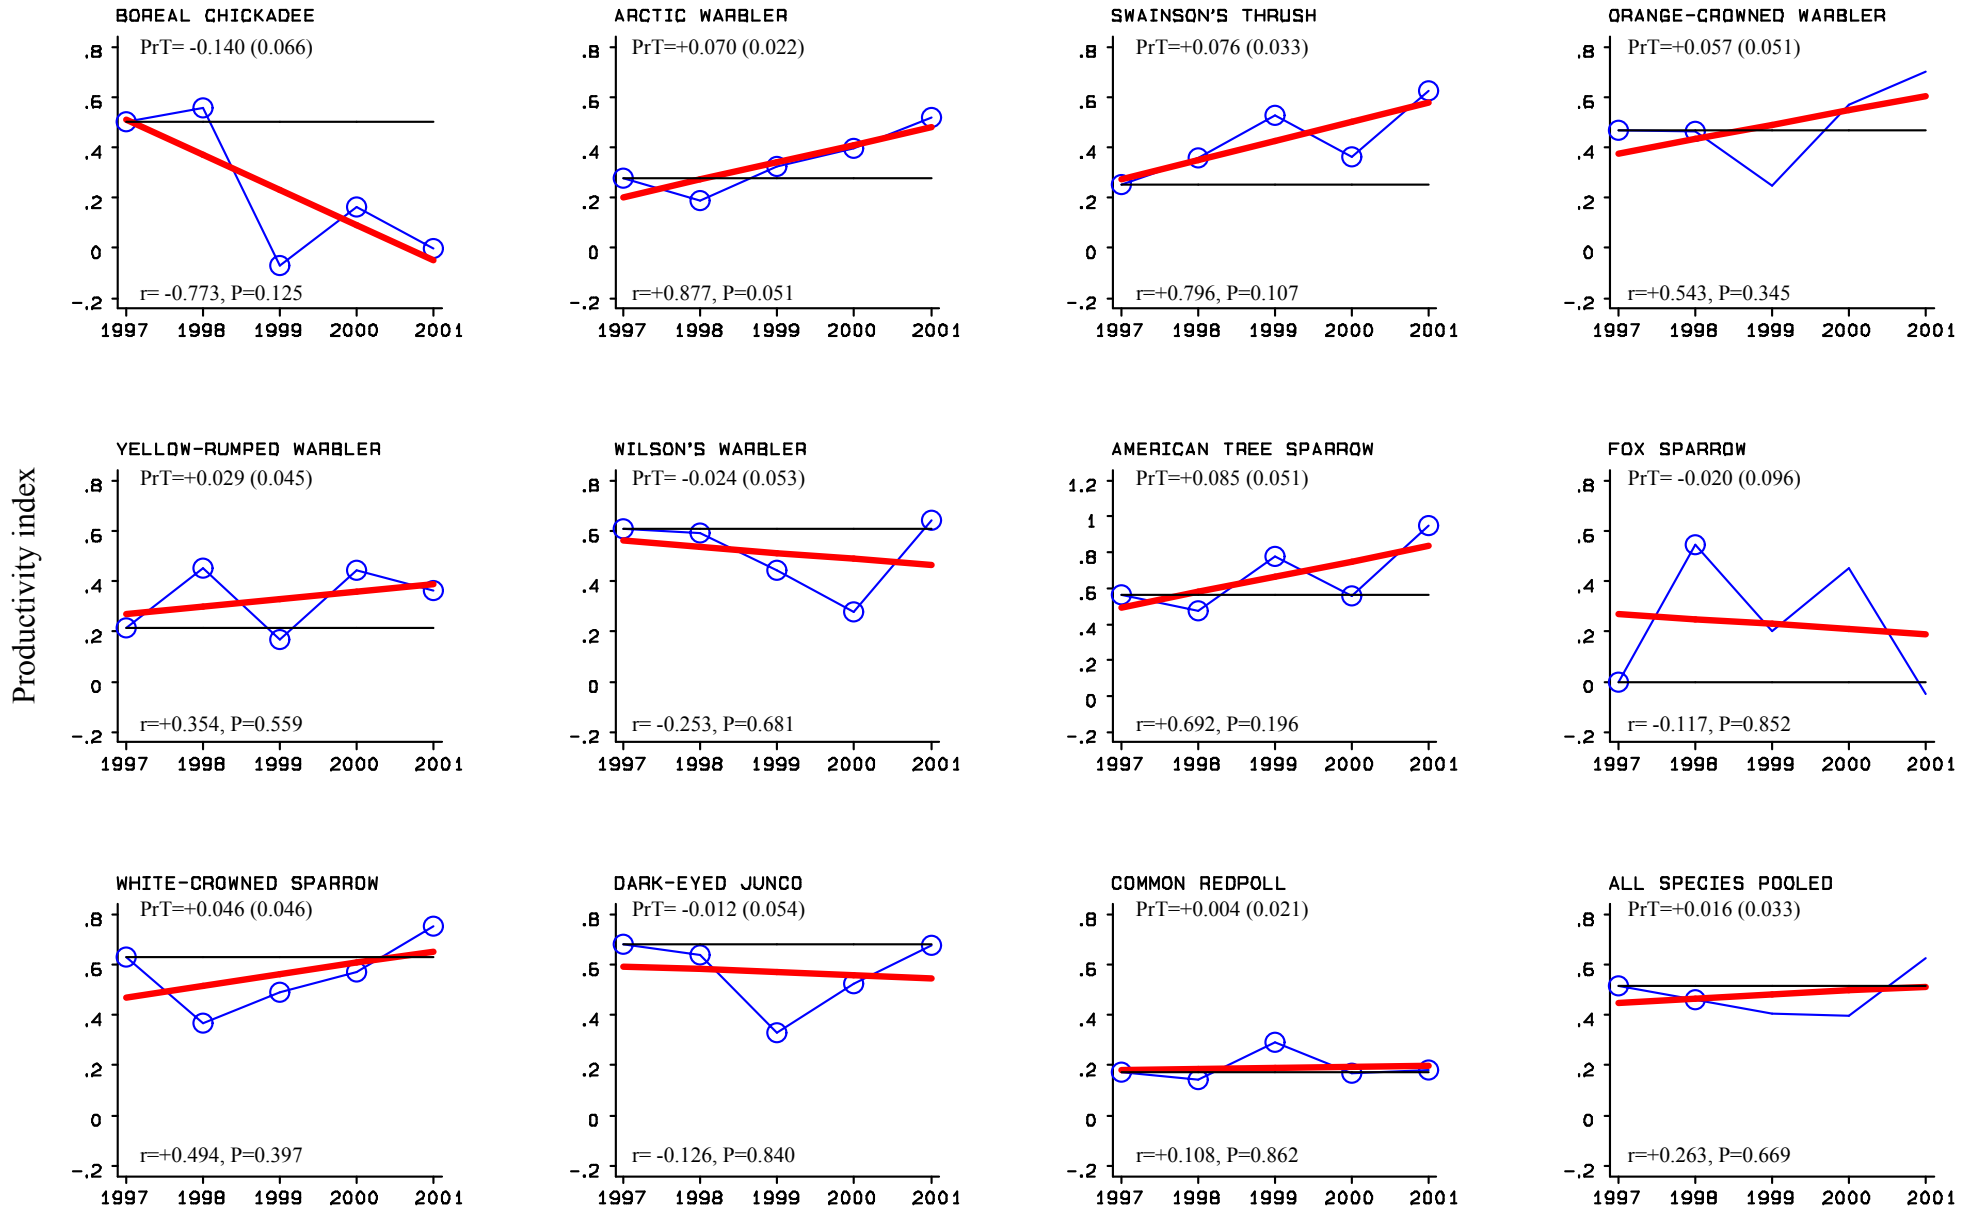 BOREAL CHICKADEE
PrT= -0.140 (0.066)
.8
.6
.4
.2
0
-.2
r= -0.773, P=0.125
1997 1998 1999 2000 2001
ARCTIC WARBLER
PrT=+0.070 (0.022)
.8
.6
.4
.2
0
-.2
r=+0.877, P=0.051
1997 1998 1999 2000 2001
SWAINSON'S THRUSH
PrT=+0.076 (0.033)
.8
.6
.4
.2
0
-.2
r=+0.796, P=0.107
1997 1998 1999 2000 2001
ORANGE-CROWNED WARBLER
PrT=+0.057 (0.051)
.8
.6
.4
.2
0
-.2
r=+0.543, P=0.345
1997 1998 1999 2000 2001
Productivity index
YELLOW-RUMPED WARBLER
PrT=+0.029 (0.045)
.8
.6
.4
.2
0
-.2
r=+0.354, P=0.559
1997 1998 1999 2000 2001
WILSON'S WARBLER
PrT= -0.024 (0.053)
.8
.6
.4
.2
0
-.2
r= -0.253, P=0.681
1997 1998 1999 2000 2001
AMERICAN TREE SPARROW
PrT=+0.085 (0.051)
1.2
1
.8
.6
.4
.2
0
-.2
r=+0.692, P=0.196
1997 1998 1999 2000 2001
FOX SPARROW
PrT= -0.020 (0.096)
.8
.6
.4
.2
0
-.2
r= -0.117, P=0.852
1997 1998 1999 2000 2001
WHITE-CROWNED SPARROW
PrT=+0.046 (0.046)
.8
.6
.4
.2
0
-.2
r=+0.494, P=0.397
1997 1998 1999 2000 2001
DARK-EYED JUNCO
PrT= -0.012 (0.054)
.8
.6
.4
.2
0
-.2
r= -0.126, P=0.840
1997 1998 1999 2000 2001
COMMON REDPOLL
PrT=+0.004 (0.021)
.8
.6
.4
.2
0
-.2
r=+0.108, P=0.862
1997 1998 1999 2000 2001
ALL SPECIES POOLED
PrT=+0.016 (0.033)
.8
.6
.4
.2
0
-.2
r=+0.263, P=0.669
1997 1998 1999 2000 2001